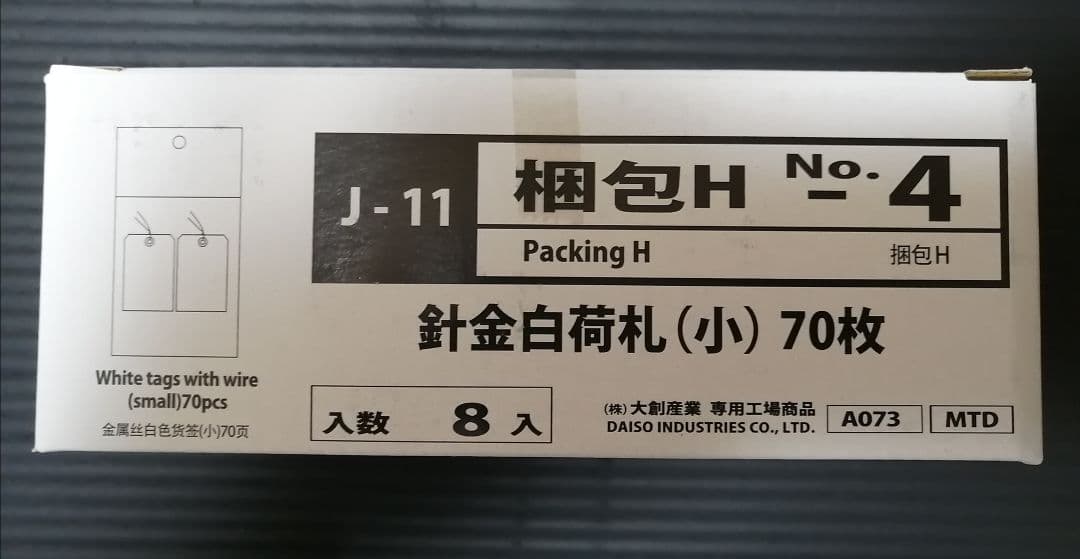 J-11
梱包H No.-4
Packing H
捆包H
針金白荷札(小) 70枚
White tags with wire
(small)70pcs
金属丝白色货签(小)70页
入数 8 入
(株)大創産業 専用工場商品
DAISO INDUSTRIES CO., LTD.
A073
MTD